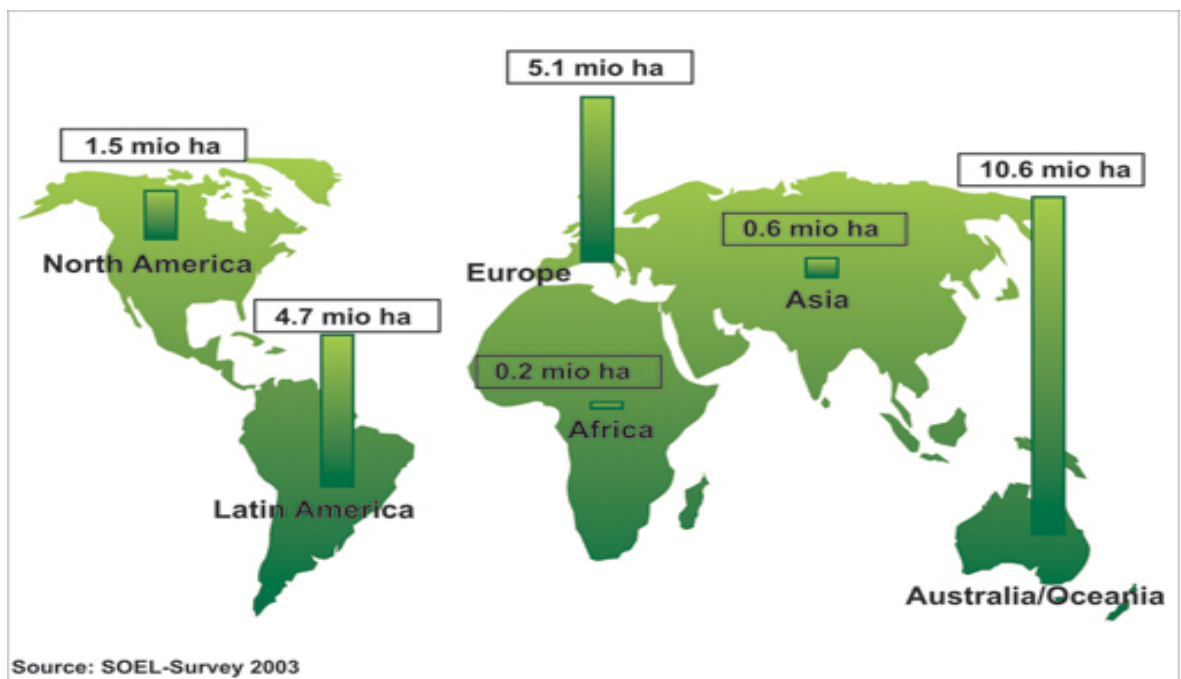 5.1 mio ha
1.5 mio ha
10.6 mio ha
0.6 mio ha
North America
Europe
Asia
4.7 mio ha
0.2 mio ha
Africa
Latin America
Australia/Oceania
Source: SOEL-Survey 2003